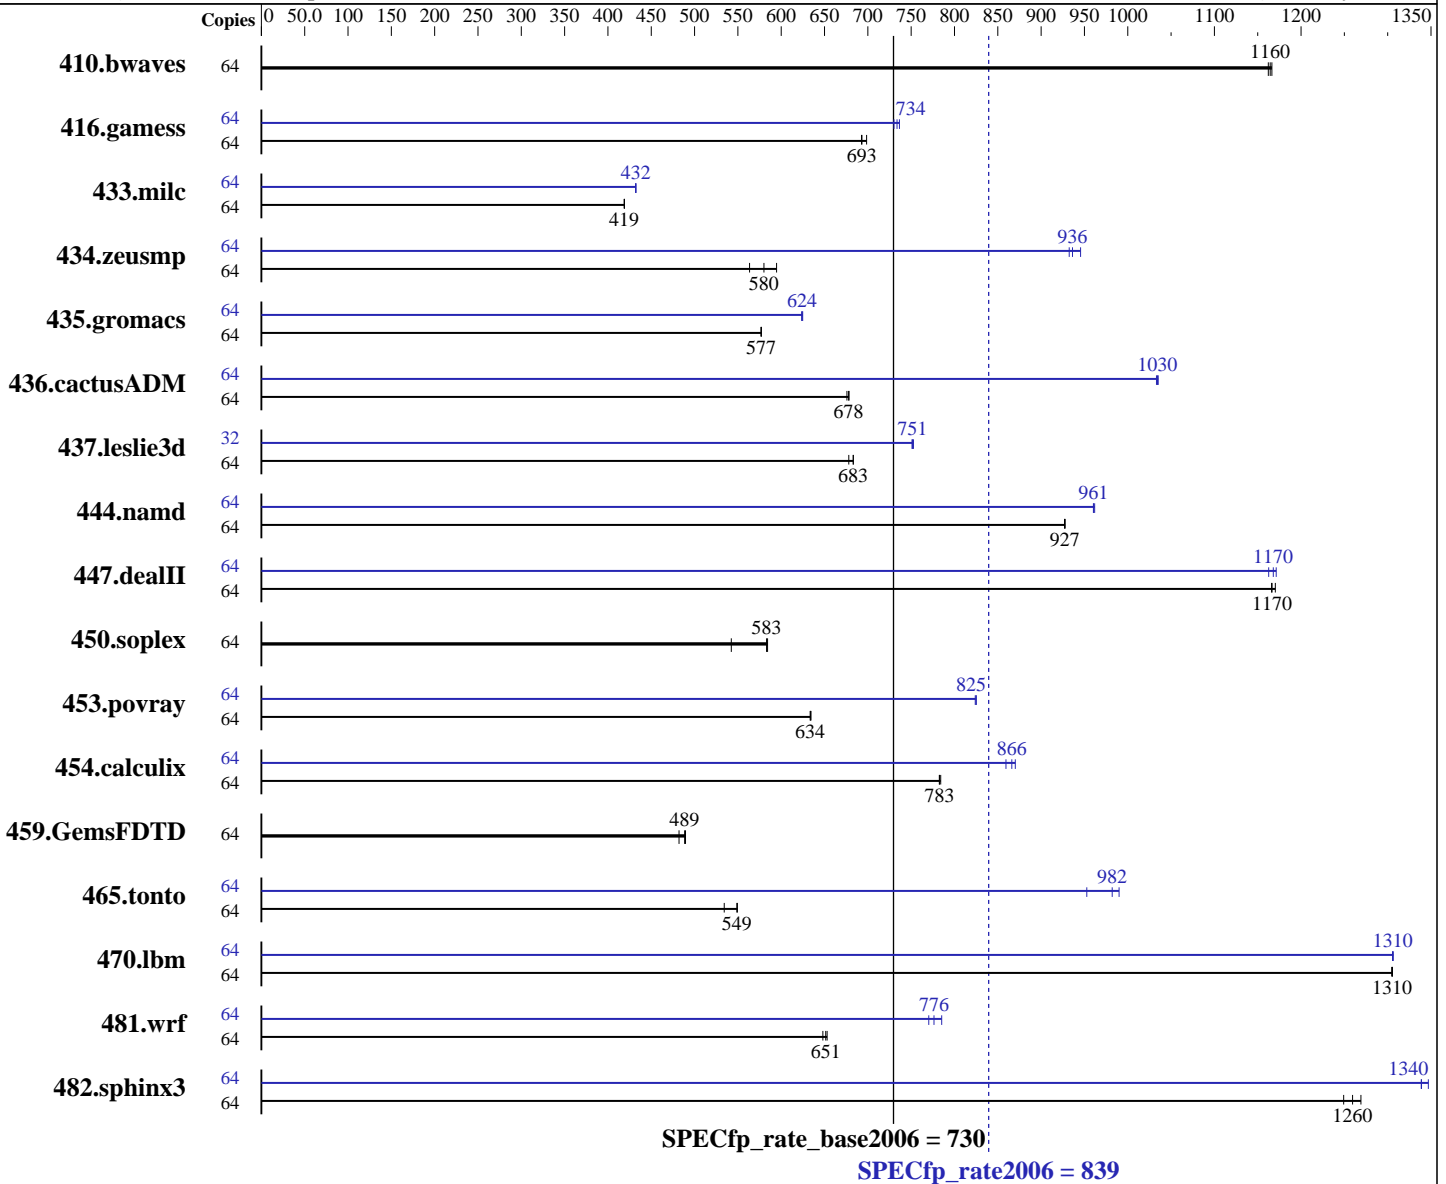 Copies 0 50.0 100 150 200 250 300 350 400 450 500 550 600 650 700 750 800 850 900 950 1000 1100 1200 1350
410.bwaves 64 1160
416.gamess 64 734
64 693
433.milc 64 432
64 419
434.zeusmp 64 936
64 580
435.gromacs 64 624
64 577
436.cactusADM 64 1030
64 678
437.leslie3d 32 751
64 683
444.namd 64 961
64 927
447.dealII 64 1170
64 1170
450.soplex 64 583
453.povray 64 825
64 634
454.calculix 64 866
64 783
459.GemsFDTD 64 489
465.tonto 64 982
64 549
470.lbm 64 1310
64 1310
481.wrf 64 776
64 651
482.sphinx3 64 1340
64 1260
SPECfp_rate_base2006 = 730
SPECfp_rate2006 = 839